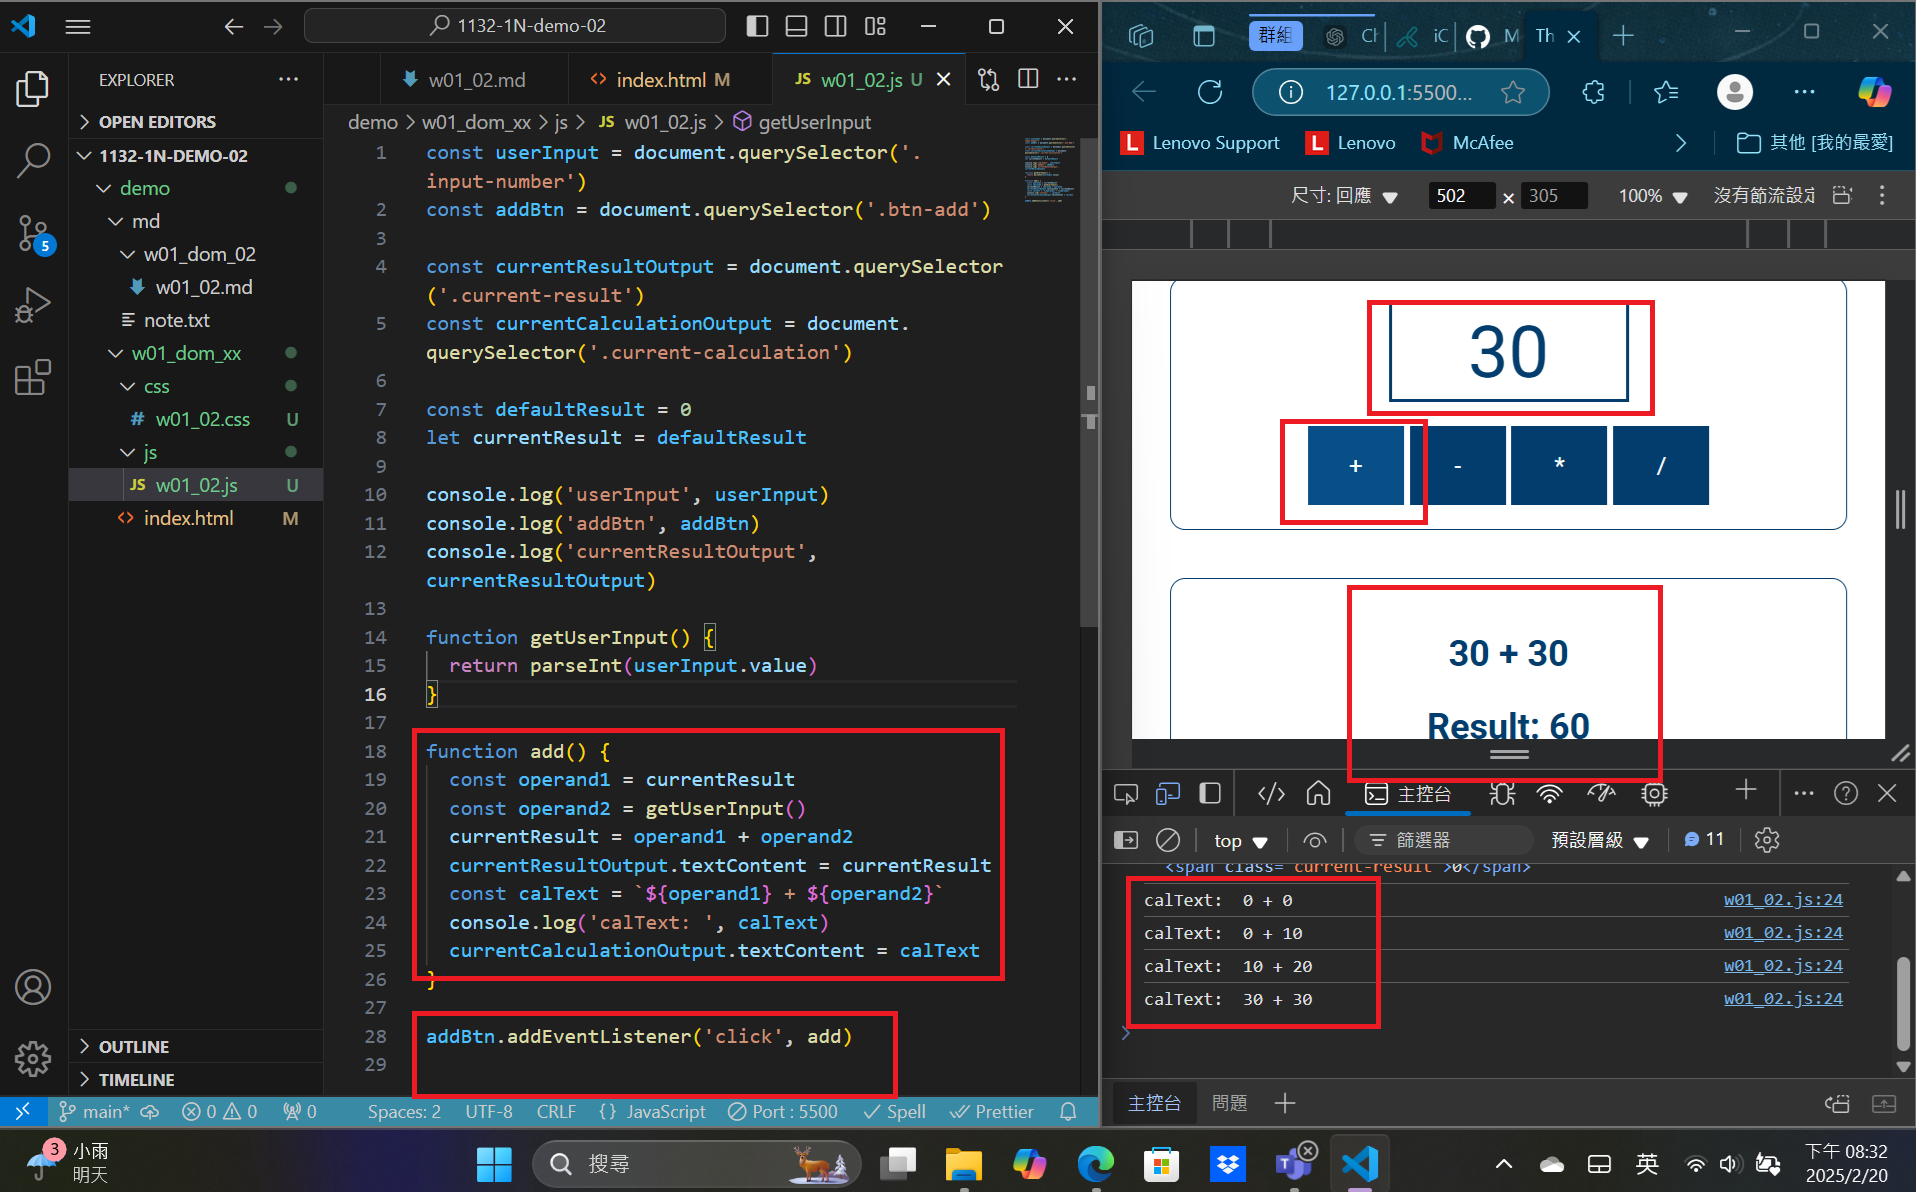 1132-1N-demo-02
EXPLORER
OPEN EDITORS
1132-1N-DEMO-02
demo
md
w01_dom_02
w01_02.md
note.txt
w01_dom_xx
css
# w01_02.css U
js
JS w01_02.js U
index.html M
OUTLINE
TIMELINE
w01_02.md
index.html M
JS w01_02.js U
demo > w01_dom_xx > js > JS w01_02.js > getUserInput
1 const userInput = document.querySelector('.
input-number')
2 const addBtn = document.querySelector('.btn-add')
3
4 const currentResultOutput = document.querySelector
('.current-result')
5 const currentCalculationOutput = document.
querySelector('.current-calculation')
6
7 const defaultResult = 0
8 let currentResult = defaultResult
9
10 console.log('userInput', userInput)
11 console.log('addBtn', addBtn)
12 console.log('currentResultOutput',
currentResultOutput)
13
14 function getUserInput() {
15 return parseInt(userInput.value)
16 }
17
18 function add() {
19 const operand1 = currentResult
20 const operand2 = getUserInput()
21 currentResult = operand1 + operand2
22 currentResultOutput.textContent = currentResult
23 const calText = `${operand1} + ${operand2}`
24 console.log('calText: ', calText)
25 currentCalculationOutput.textContent = calText
26 }
27
28 addBtn.addEventListener('click', add)
29
5
main* 0 0 0 Spaces: 2 UTF-8 CRLF {} JavaScript Port : 5500 Spell Prettier
群組 Ch iC M Th
127.0.0.1:5500...
L Lenovo Support L Lenovo McAfee 其他 [我的最愛]
尺寸: 回應 502 × 305 100% 沒有節流設定
30
+ - * /
30 + 30
Result: 60
主控台
top 篩選器 預設層級 11
<span class="current-result">0</span>
calText: 0 + 0 w01_02.js:24
calText: 0 + 10 w01_02.js:24
calText: 10 + 20 w01_02.js:24
calText: 30 + 30 w01_02.js:24
>
主控台 問題
3 小雨
明天
搜尋
英
下午 08:32
2025/2/20